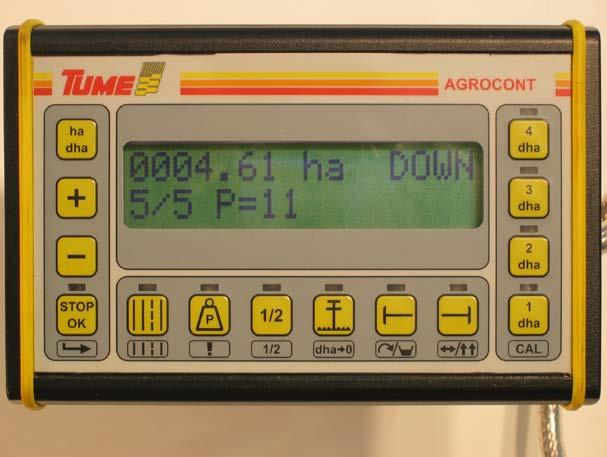 TUME AGROCONT
ha dha
4 dha
0004.61 ha DOWN
5/5 P=11
+
3 dha
-
2 dha
STOP OK
P
1/2
1 dha
!
1/2
dha→0
CAL